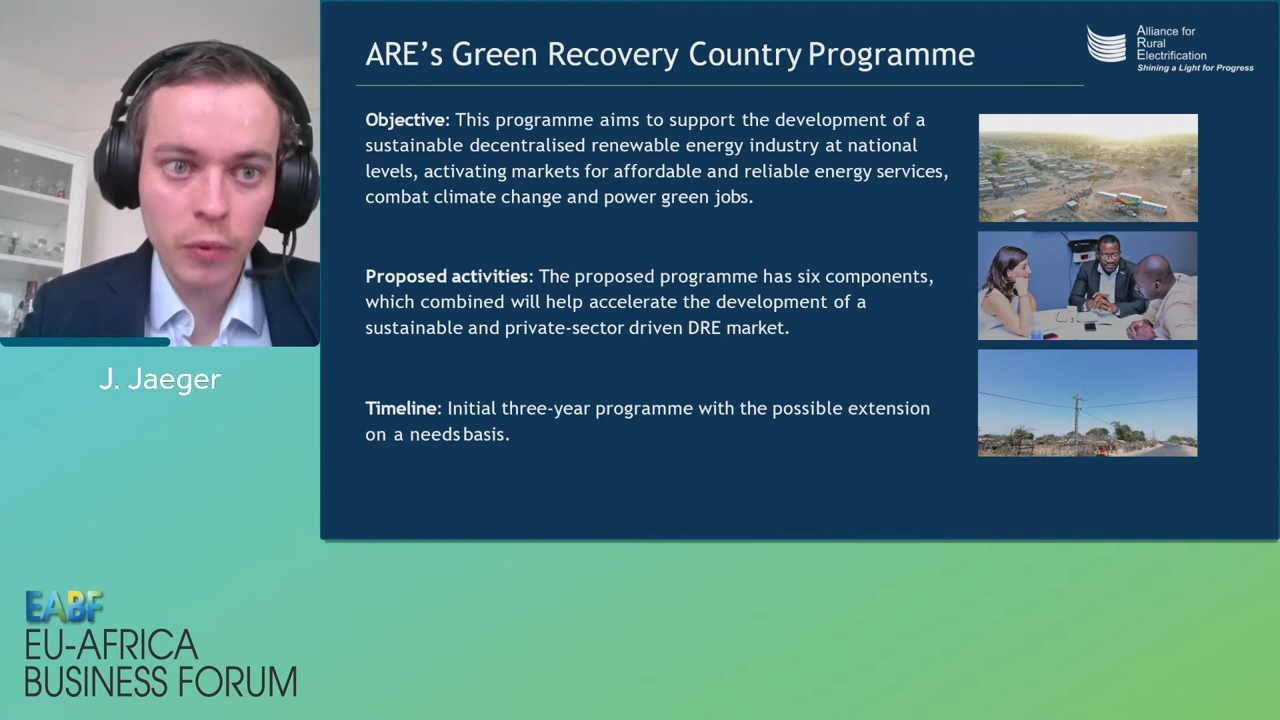 ARE’s Green Recovery Country Programme
Alliance for
Rural
Electrification
Shining a Light for Progress
Objective: This programme aims to support the development of a
sustainable decentralised renewable energy industry at national
levels, activating markets for affordable and reliable energy services,
combat climate change and power green jobs.
Proposed activities: The proposed programme has six components,
which combined will help accelerate the development of a
sustainable and private-sector driven DRE market.
Timeline: Initial three-year programme with the possible extension
on a needs basis.
J. Jaeger
EABF
EU-AFRICA
BUSINESS FORUM